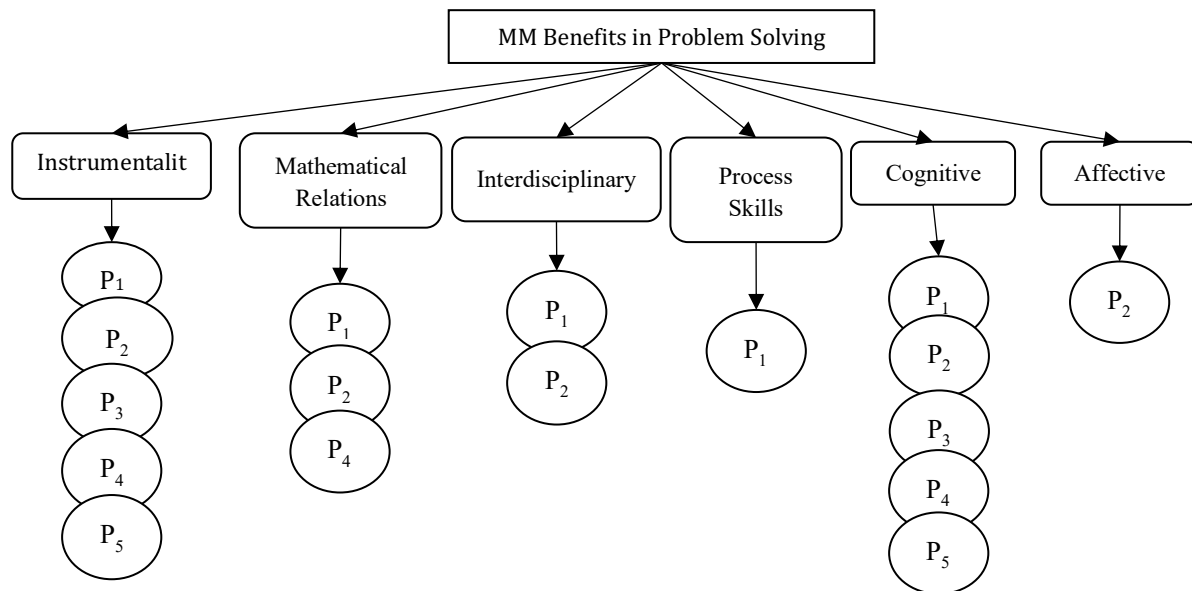 MM Benefits in Problem Solving
Instrumentalit
Mathematical
Relations
Interdisciplinary
Process
Skills
Cognitive
Affective
P1
P2
P3
P4
P5
P1
P2
P4
P1
P2
P1
P1
P2
P3
P4
P5
P2